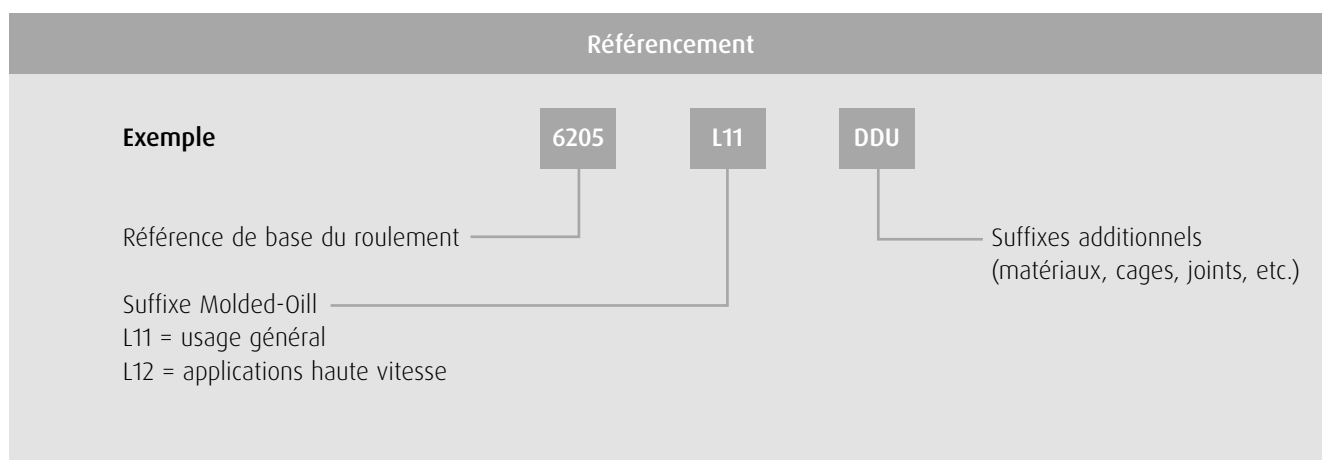 Référencement
Exemple
6205
L11
DDU
Référence de base du roulement
Suffixes additionnels
(matériaux, cages, joints, etc.)
Suffixe Molded-Oill
L11 = usage général
L12 = applications haute vitesse